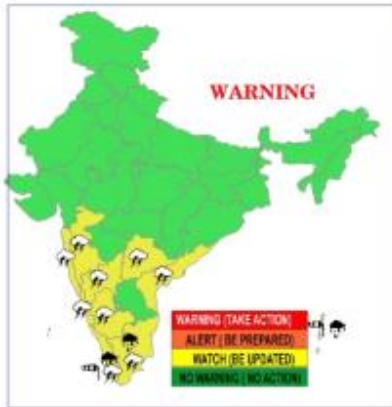 WARNING
WARNING (TAKE ACTION)
ALERT ( BE PREPARED)
WATCH (BE UPDATED)
NO WARNING ( NO ACTION)